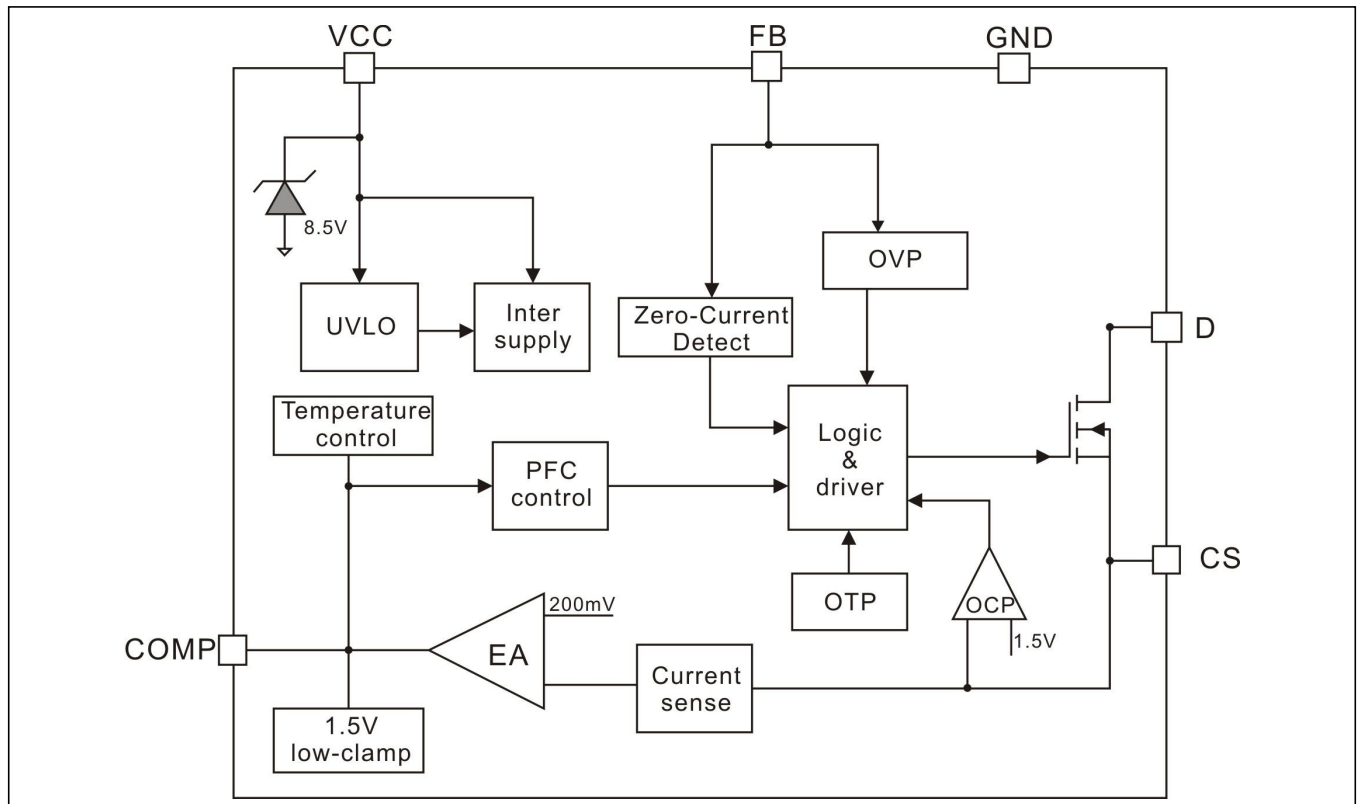 VCC
FB
GND
8.5V
OVP
UVLO
Inter
supply
Zero-Current
Detect
D
Temperature
control
PFC
control
Logic
&
driver
OTP
OCP
1.5V
CS
200mV
EA
COMP
Current
sense
1.5V
low-clamp